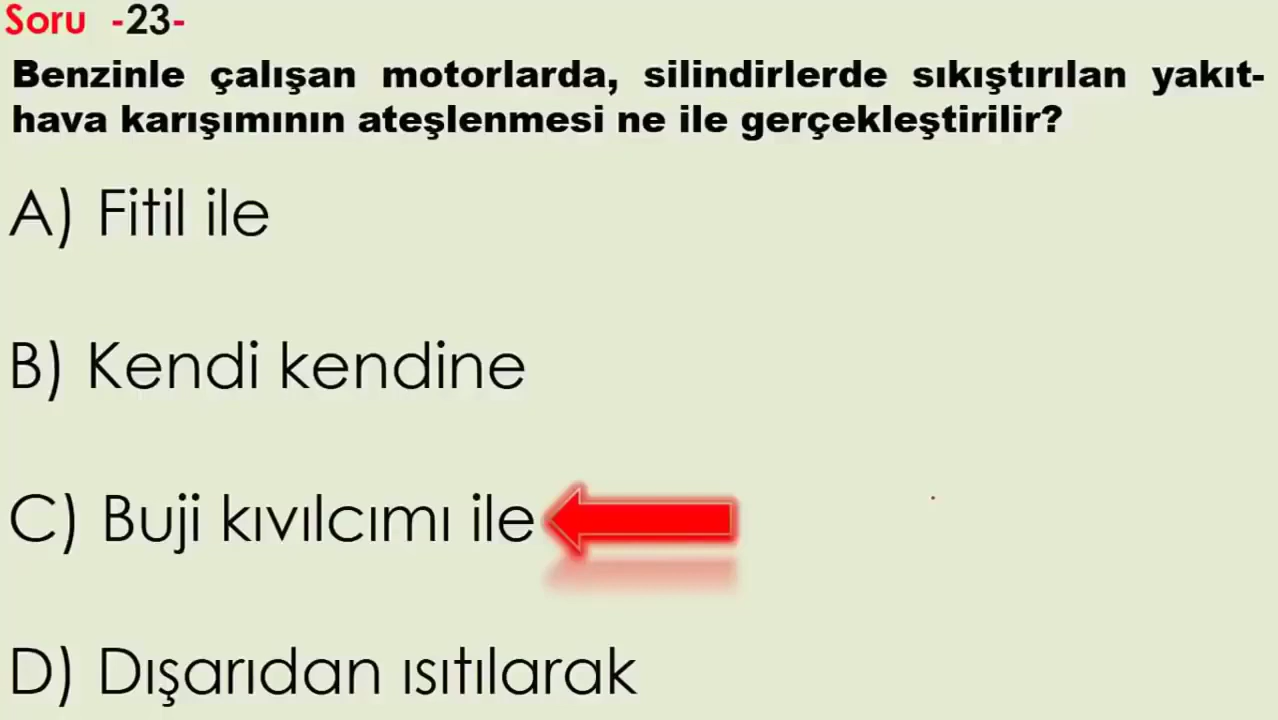 Soru -23-
Benzinle çalışan motorlarda, silindirlerde sıkıştırılan yakıt-
hava karışımının ateşlenmesi ne ile gerçekleştirilir?
A) Fitil ile
B) Kendi kendine
C) Buji kıvılcımı ile
D) Dışarıdan ısıtılarak